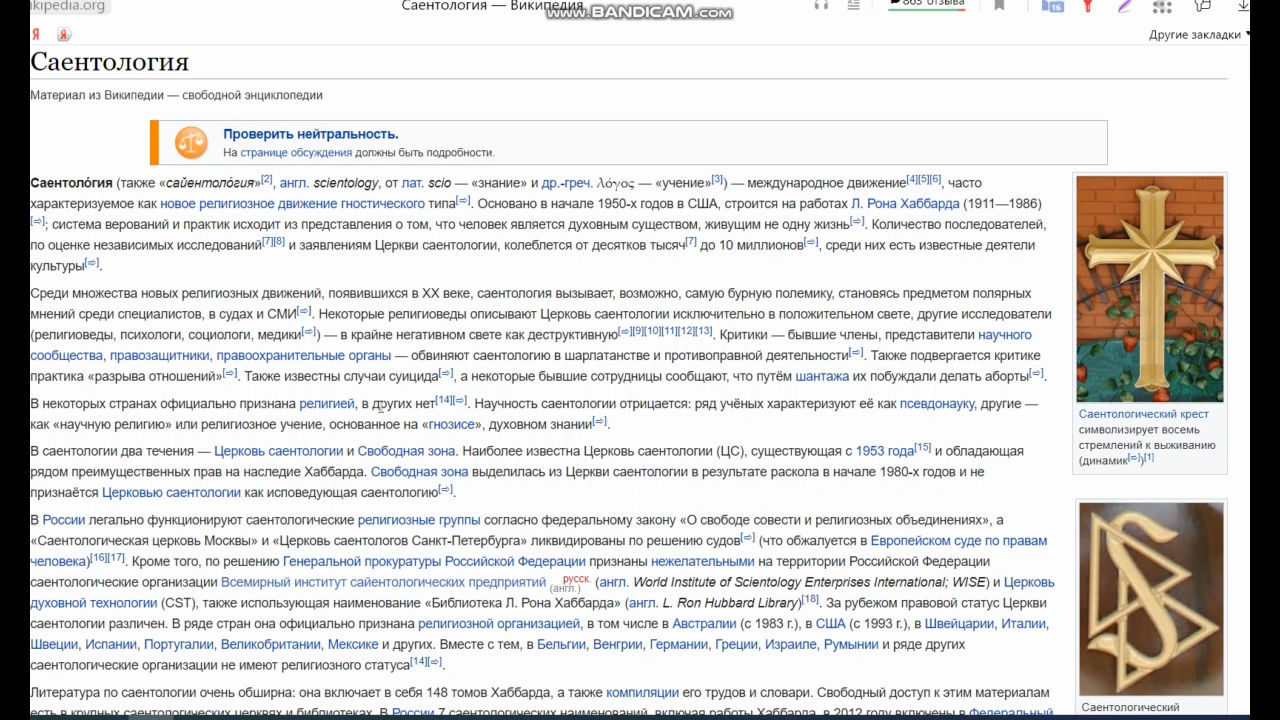 ikipedia.org
Саентология — Википедия
WWW.BANDICAM.COM
863 отзыва
16
Я
Я
Другие закладки
Саентология
Материал из Википедии — свободной энциклопедии
Проверить нейтральность.
На странице обсуждения должны быть подробности.
Саентоло́гия (также «сайентоло́гия»[2], англ. scientology, от лат. scio — «знание» и др.-греч. λόγος — «учение»[3]) — международное движение[4][5][6], часто
характеризуемое как новое религиозное движение гностического типа[⇨]. Основано в начале 1950-х годов в США, строится на работах Л. Рона Хаббарда (1911—1986)
[⇨]; система верований и практик исходит из представления о том, что человек является духовным существом, живущим не одну жизнь[⇨]. Количество последователей,
по оценке независимых исследований[7][8] и заявлениям Церкви саентологии, колеблется от десятков тысяч[7] до 10 миллионов[⇨], среди них есть известные деятели
культуры[⇨].
Среди множества новых религиозных движений, появившихся в XX веке, саентология вызывает, возможно, самую бурную полемику, становясь предметом полярных
мнений среди специалистов, в судах и СМИ[⇨]. Некоторые религиоведы описывают Церковь саентологии исключительно в положительном свете, другие исследователи
(религиоведы, психологи, социологи, медики[⇨]) — в крайне негативном свете как деструктивную[⇨][9][10][11][12][13]. Критики — бывшие члены, представители научного
сообщества, правозащитники, правоохранительные органы — обвиняют саентологию в шарлатанстве и противоправной деятельности[⇨]. Также подвергается критике
практика «разрыва отношений»[⇨]. Также известны случаи суицида[⇨], а некоторые бывшие сотрудницы сообщают, что путём шантажа их побуждали делать аборты[⇨].
В некоторых странах официально признана религией, в других нет[14][⇨]. Научность саентологии отрицается: ряд учёных характеризуют её как псевдонауку, другие —
как «научную религию» или религиозное учение, основанное на «гнозисе», духовном знании[⇨].
В саентологии два течения — Церковь саентологии и Свободная зона. Наиболее известна Церковь саентологии (ЦС), существующая с 1953 года[15] и обладающая
рядом преимущественных прав на наследие Хаббарда. Свободная зона выделилась из Церкви саентологии в результате раскола в начале 1980-х годов и не
признаётся Церковью саентологии как исповедующая саентологию[⇨].
В России легально функционируют саентологические религиозные группы согласно федеральному закону «О свободе совести и религиозных объединениях», а
«Саентологическая церковь Москвы» и «Церковь саентологов Санкт-Петербурга» ликвидированы по решению судов[⇨] (что обжалуется в Европейском суде по правам
человека)[16][17]. Кроме того, по решению Генеральной прокуратуры Российской Федерации признаны нежелательными на территории Российской Федерации
саентологические организации Всемирный институт сайентологических предприятий русск. (англ.) (англ. World Institute of Scientology Enterprises International; WISE) и Церковь
духовной технологии (CST), также использующая наименование «Библиотека Л. Рона Хаббарда» (англ. L. Ron Hubbard Library)[18]. За рубежом правовой статус Церкви
саентологии различен. В ряде стран она официально признана религиозной организацией, в том числе в Австралии (с 1983 г.), в США (с 1993 г.), в Швейцарии, Италии,
Швеции, Испании, Португалии, Великобритании, Мексике и других. Вместе с тем, в Бельгии, Венгрии, Германии, Греции, Израиле, Румынии и ряде других
саентологические организации не имеют религиозного статуса[14][⇨].
Литература по саентологии очень обширна: она включает в себя 148 томов Хаббарда, а также компиляции его трудов и словари. Свободный доступ к этим материалам
есть в крупных саентологических церквях и библиотеках. В России 7 саентологических наименований, включая работы Хаббарда, в 2012 году включены в Федеральный
Саентологический крест
символизирует восемь
стремлений к выживанию
(динамик[⇨])[1]
Саентологический